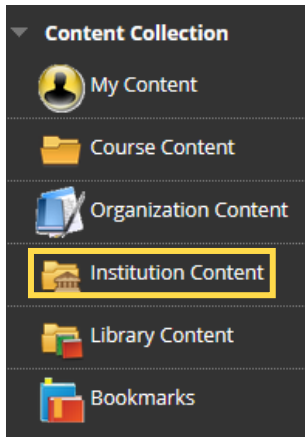 Content Collection
My Content
Course Content
Organization Content
Institution Content
Library Content
Bookmarks